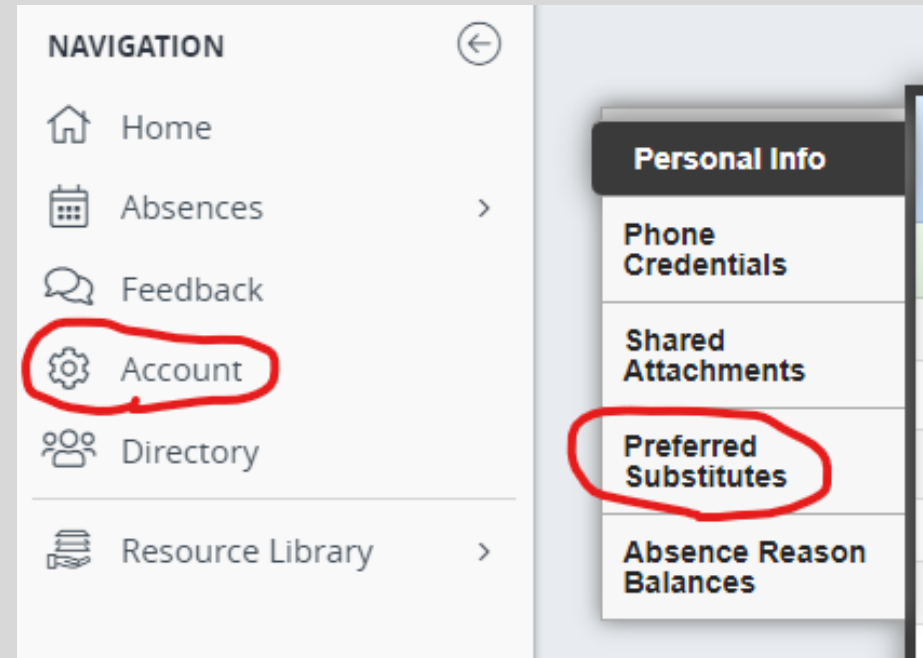 NAVIGATION
Home
Absences
Feedback
Account
Directory
Resource Library
Personal Info
Phone
Credentials
Shared
Attachments
Preferred
Substitutes
Absence Reason
Balances